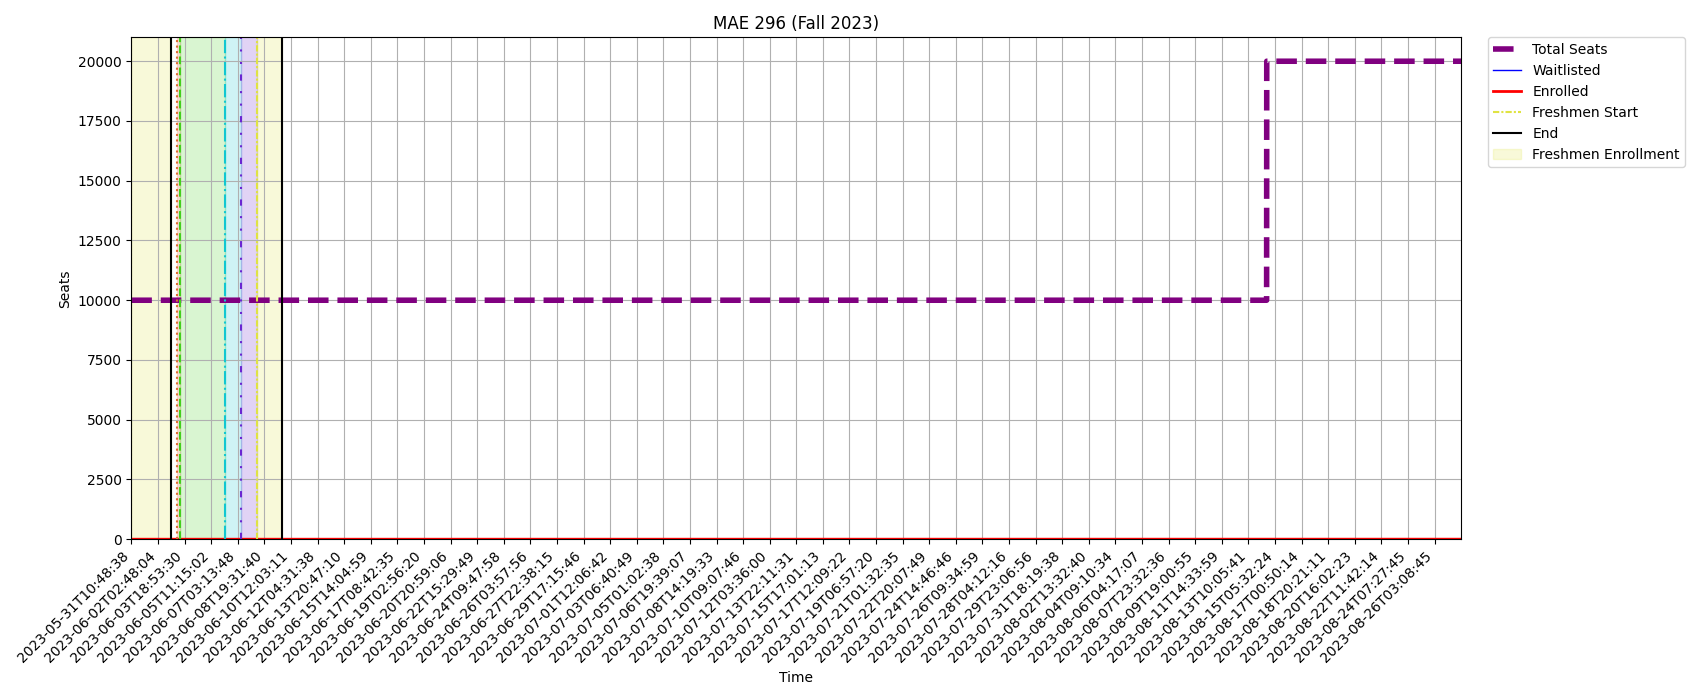 MAE 296 (Fall 2023)
Total Seats
Waitlisted
Enrolled
Freshmen Start
End
Freshmen Enrollment
Seats
20000
17500
15000
12500
10000
7500
5000
2500
0
2023-05-31T10:48:38
2023-06-02T02:48:04
2023-06-03T18:53:30
2023-06-05T11:15:02
2023-06-07T03:13:48
2023-06-08T19:31:40
2023-06-10T12:03:11
2023-06-12T04:31:38
2023-06-13T20:47:10
2023-06-15T14:04:59
2023-06-17T08:42:35
2023-06-19T02:56:20
2023-06-20T20:59:06
2023-06-22T15:29:49
2023-06-24T09:47:58
2023-06-26T03:57:56
2023-06-27T22:38:15
2023-06-29T17:15:46
2023-07-01T12:06:42
2023-07-03T06:40:49
2023-07-05T01:02:38
2023-07-06T19:39:07
2023-07-08T14:19:33
2023-07-10T09:07:46
2023-07-12T03:36:00
2023-07-13T22:11:31
2023-07-15T17:01:13
2023-07-17T12:09:22
2023-07-19T06:57:20
2023-07-21T01:32:35
2023-07-22T20:07:49
2023-07-24T14:46:46
2023-07-26T09:34:59
2023-07-28T04:12:16
2023-07-29T23:06:56
2023-07-31T18:19:38
2023-08-02T13:32:40
2023-08-04T09:10:34
2023-08-06T04:17:07
2023-08-07T23:32:36
2023-08-09T19:00:55
2023-08-11T14:33:59
2023-08-13T10:05:41
2023-08-15T05:32:24
2023-08-17T00:50:14
2023-08-18T20:21:11
2023-08-20T16:02:23
2023-08-22T11:42:14
2023-08-24T07:27:45
2023-08-26T03:08:45
Time